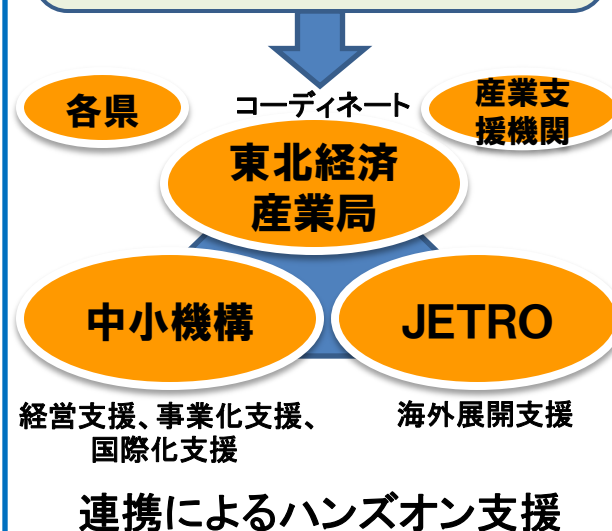 各県
コーディネート
産業支
援機関
東北経済
産業局
中小機構
JETRO
経営支援、事業化支援、
国際化支援
海外展開支援
連携によるハンズオン支援